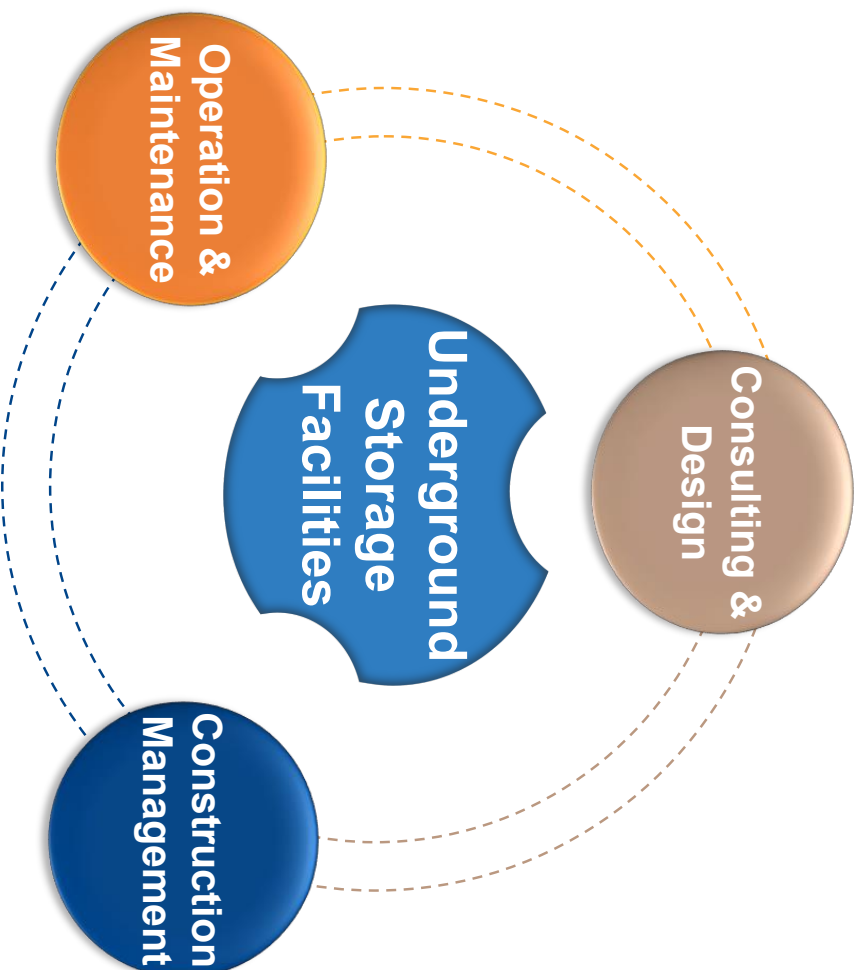 Consulting &
Design
Underground
Storage
Facilities
Operation &
Maintenance
Construction
Management